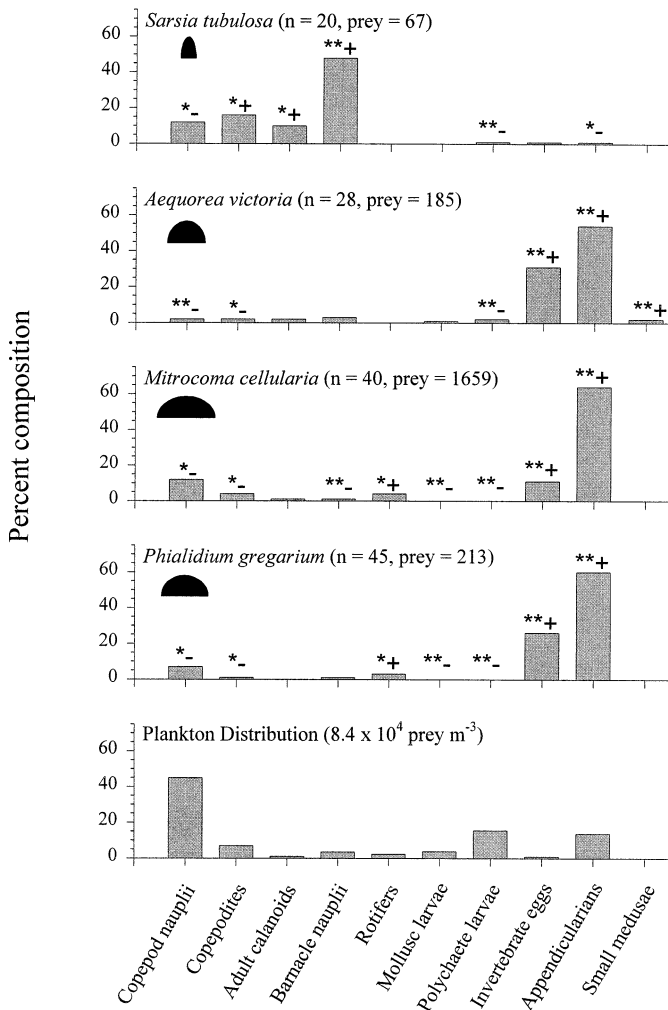 Sarsia tubulosa (n = 20, prey = 67)
60
40
20
0
*-
*+
*+
**+
**-
*-
Aequorea victoria (n = 28, prey = 185)
60
40
20
0
**-
*-
**-
**+
**+
**+
Mitrocoma cellularia (n = 40, prey = 1659)
60
40
20
0
*-
*-
**-
*+
**-
**-
**+
**+
Phialidium gregarium (n = 45, prey = 213)
60
40
20
0
*-
*-
*+
**-
**-
**+
**+
Plankton Distribution (8.4 x 10⁴ prey m⁻³)
60
40
20
0
Percent composition
Copepod nauplii
Copepodites
Adult calanoids
Barnacle nauplii
Rotifers
Mollusc larvae
Polychaete larvae
Invertebrate eggs
Appendicularians
Small medusae